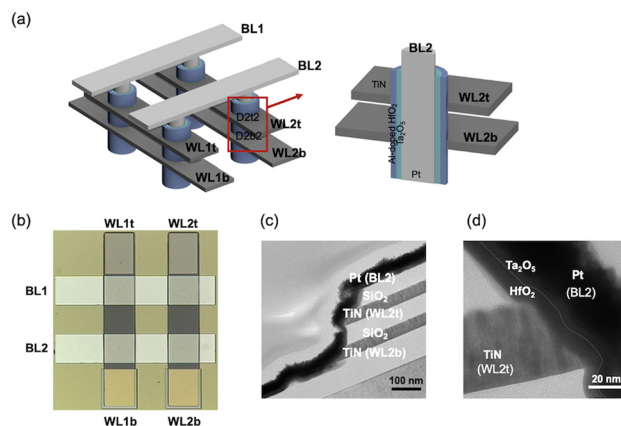 (a)
BL1
BL2
D2t2
D2b2
WL2t
WL1t
WL2b
WL1b
BL2
TiN
WL2t
WL2b
Al-doped HfO2
Ta2O5
Pt
(b)
WL1t WL2t
BL1
BL2
WL1b WL2b
(c)
Pt (BL2)
SiO2
TiN (WL2t)
SiO2
TiN (WL2b)
100 nm
(d)
Ta2O5
Pt
(BL2)
HfO2
TiN
(WL2t)
20 nm